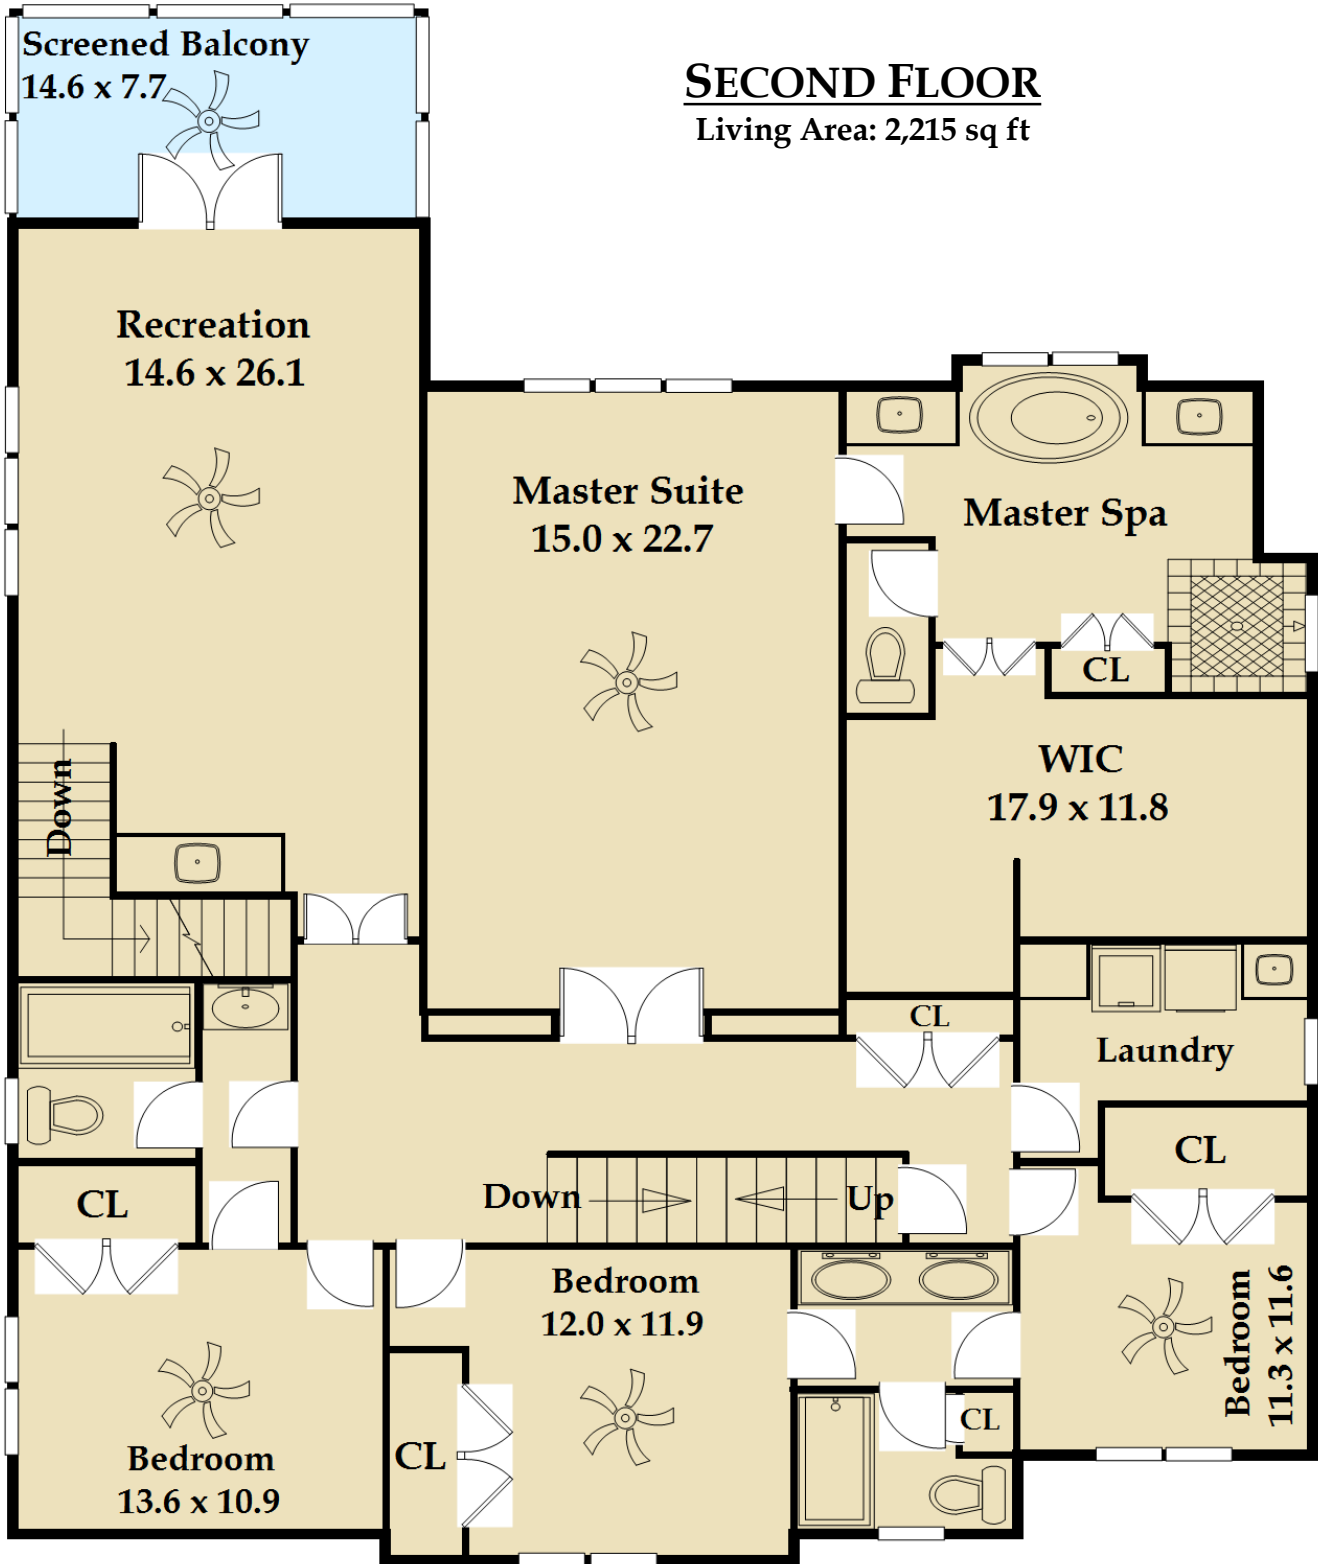 Screened Balcony
14.6 x 7.7
SECOND FLOOR
Living Area: 2,215 sq ft
Recreation
14.6 x 26.1
Master Suite
15.0 x 22.7
Master Spa
CL
WIC
17.9 x 11.8
Down
CL
Laundry
CL
CL
Down
Up
Bedroom
12.0 x 11.9
Bedroom
11.3 x 11.6
CL
CL
Bedroom
13.6 x 10.9